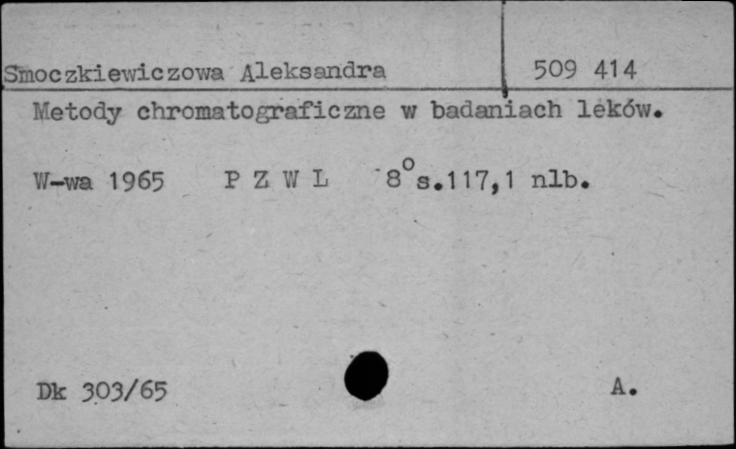 Smoczkiewiczowa Aleksandra 509 414
Metody chromatograficzne w badaniach leków.
W-wa 1965 P Z W L 8° s.117,1 nlb.
Dk 303/65 A.